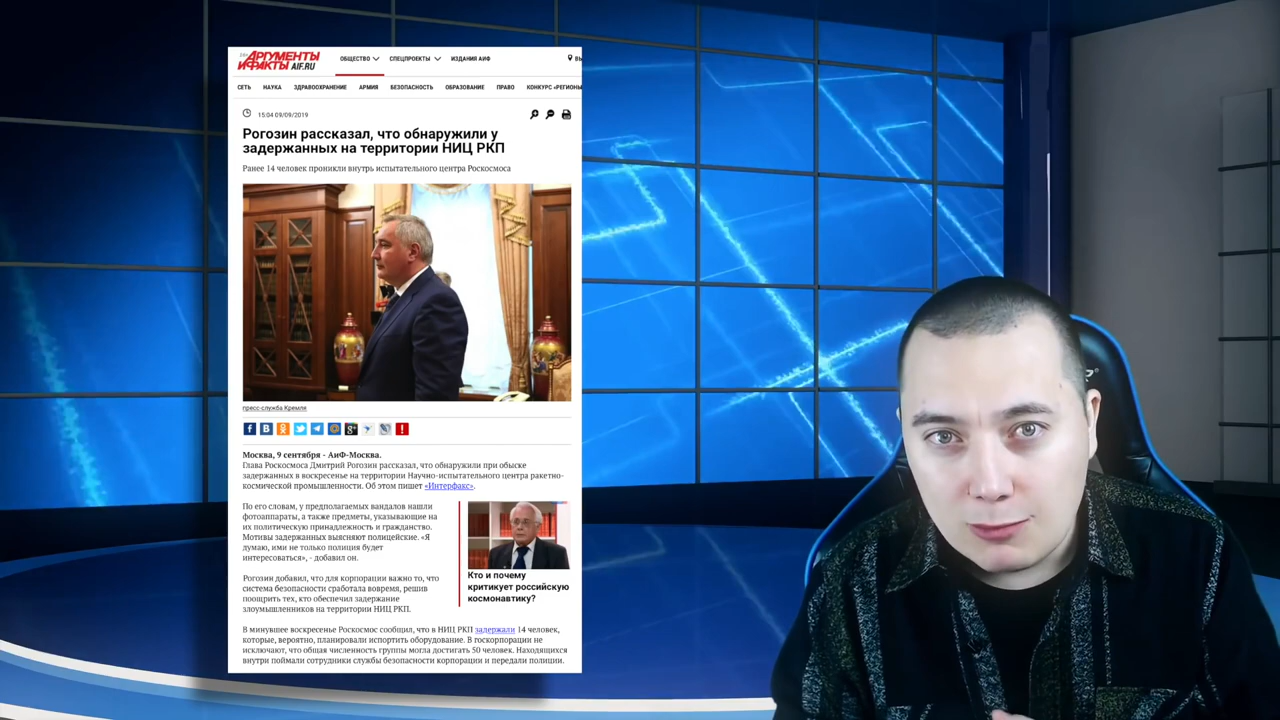 16+
АРГУМЕНТЫ
И ФАКТЫ AIF.RU
ОБЩЕСТВО СПЕЦПРОЕКТЫ ИЗДАНИЯ АИФ ВЫ
СЕТЬ НАУКА ЗДРАВООХРАНЕНИЕ АРМИЯ БЕЗОПАСНОСТЬ ОБРАЗОВАНИЕ ПРАВО КОНКУРС «РЕГИОНЫ
15:04 09/09/2019
Рогозин рассказал, что обнаружили у
задержанных на территории НИЦ РКП
Ранее 14 человек проникли внутрь испытательного центра Роскосмоса
пресс-служба Кремля
Москва, 9 сентября - АиФ-Москва.
Глава Роскосмоса Дмитрий Рогозин рассказал, что обнаружили при обыске
задержанных в воскресенье на территории Научно-испытательного центра ракетно-
космической промышленности. Об этом пишет «Интерфакс».
По его словам, у предполагаемых вандалов нашли
фотоаппараты, а также предметы, указывающие на
их политическую принадлежность и гражданство.
Мотивы задержанных выясняют полицейские. «Я
думаю, ими не только полиция будет
интересоваться», - добавил он.
Кто и почему
критикует российскую
космонавтику?
Рогозин добавил, что для корпорации важно то, что
система безопасности сработала вовремя, решив
поощрить тех, кто обеспечил задержание
злоумышленников на территории НИЦ РКП.
В минувшее воскресенье Роскосмос сообщил, что в НИЦ РКП задержали 14 человек,
которые, вероятно, планировали испортить оборудование. В госкорпорации не
исключают, что общая численность группы могла достигать 50 человек. Находящихся
внутри поймали сотрудники службы безопасности корпорации и передали полиции.